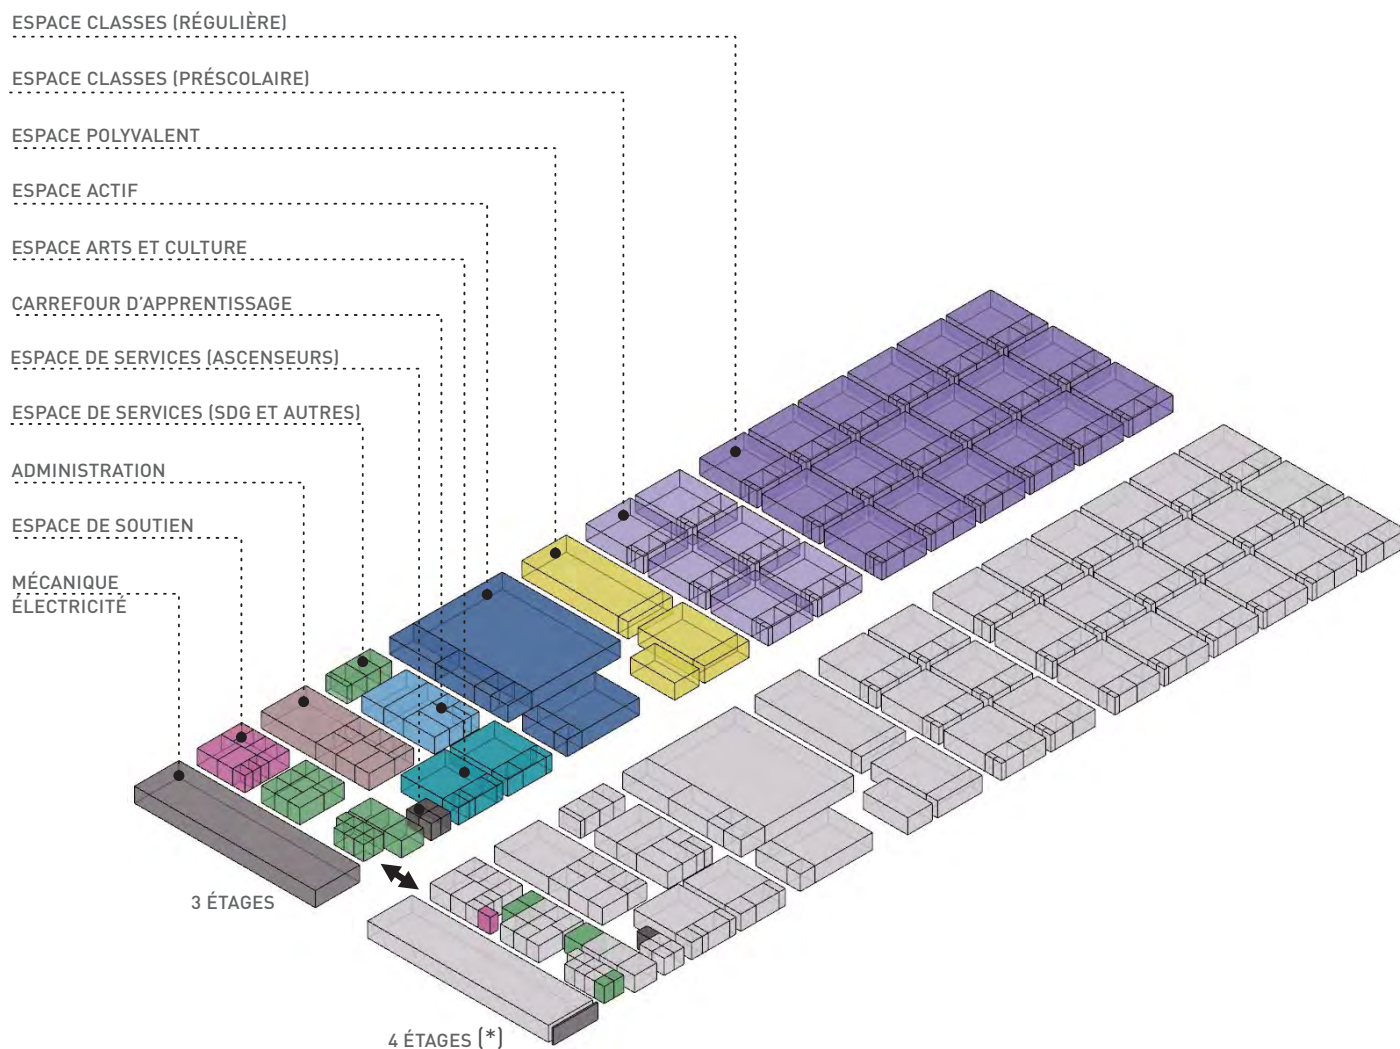 ESPACE CLASSES (RÉGULIÈRE)
ESPACE CLASSES (PRÉSCOLAIRE)
ESPACE POLYVALENT
ESPACE ACTIF
ESPACE ARTS ET CULTURE
CARREFOUR D'APPRENTISSAGE
ESPACE DE SERVICES (ASCENSEURS)
ESPACE DE SERVICES (SDG ET AUTRES)
ADMINISTRATION
ESPACE DE SOUTIEN
MÉCANIQUE
ÉLECTRICITÉ
3 ÉTAGES
4 ÉTAGES (*)